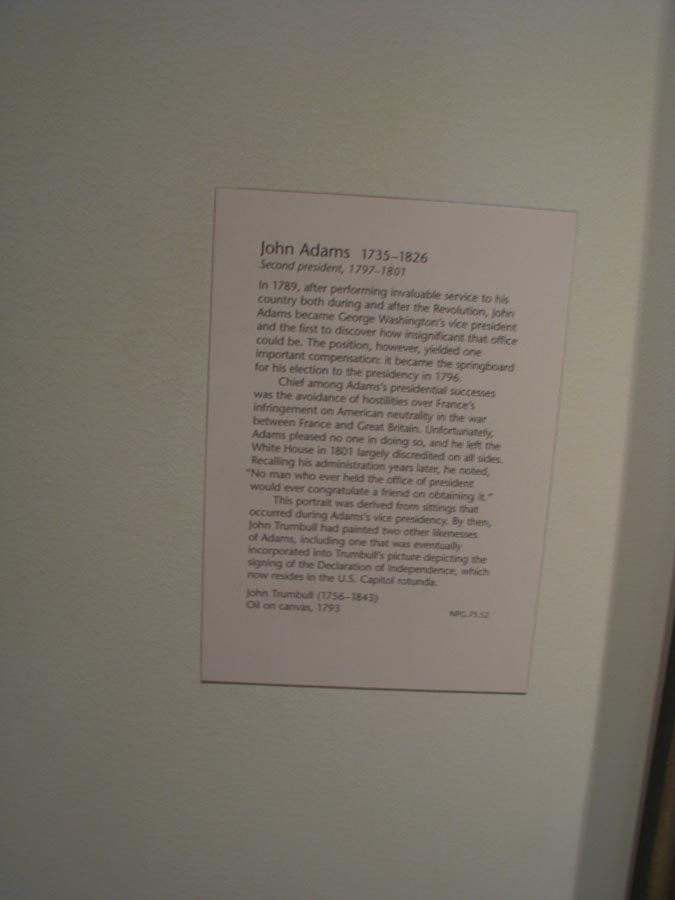 John Adams 1735–1826
Second president, 1797–1801
In 1789, after performing invaluable service to his
country both during and after the Revolution, John
Adams became George Washington's vice president
and the first to discover how insignificant that office
could be. The position, however, yielded one
important compensation: it became the springboard
for his election to the presidency in 1796.
Chief among Adams's presidential successes
was the avoidance of hostilities over France's
infringement on American neutrality in the war
between France and Great Britain. Unfortunately,
Adams pleased no one in doing so, and he left the
White House in 1801 largely discredited on all sides.
Recalling his administration years later, he noted,
"No man who ever held the office of president
would ever congratulate a friend on obtaining it."
This portrait was derived from sittings that
occurred during Adams's vice presidency. By then,
John Trumbull had painted two other likenesses
of Adams, including one that was eventually
incorporated into Trumbull's picture depicting the
signing of the Declaration of Independence, which
now resides in the U.S. Capitol rotunda.
John Trumbull (1756–1843)
Oil on canvas, 1793
NPG.75.52